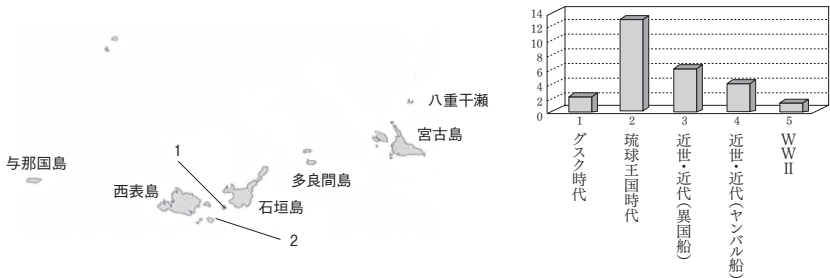 八重干瀬
宮古島
1
与那国島
多良間島
西表島
石垣島
2
14
12
10
8
6
4
2
0
1
2
3
4
5
グスク時代
琉球王国時代
近世・近代(異国船)
近世・近代(ヤンバル船)
WWⅡ